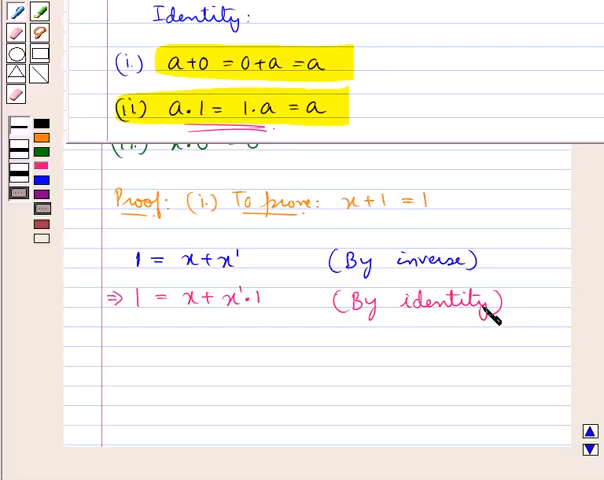 Identity:
(i.) a+0 = 0+a = a
(ii) a.1 = 1.a = a
Proof: (i.) To prove: x+1 = 1
1 = x+x' (By inverse)
⇒ 1 = x+x'.1 (By identity)